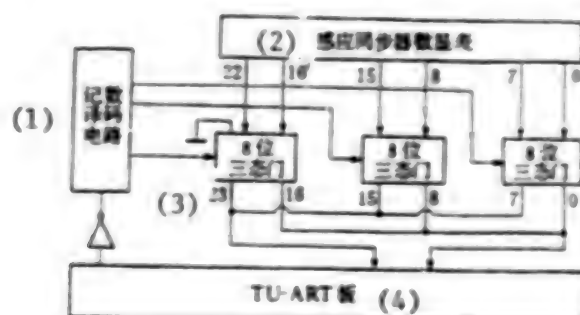 (2) 感应同步器数显表
22 16 15 8 7 0
(1) 记数
译码
电路
8位
三态门
8位
三态门
8位
三态门
(3) 23 16 15 8 7 0
TU-ART板 (4)